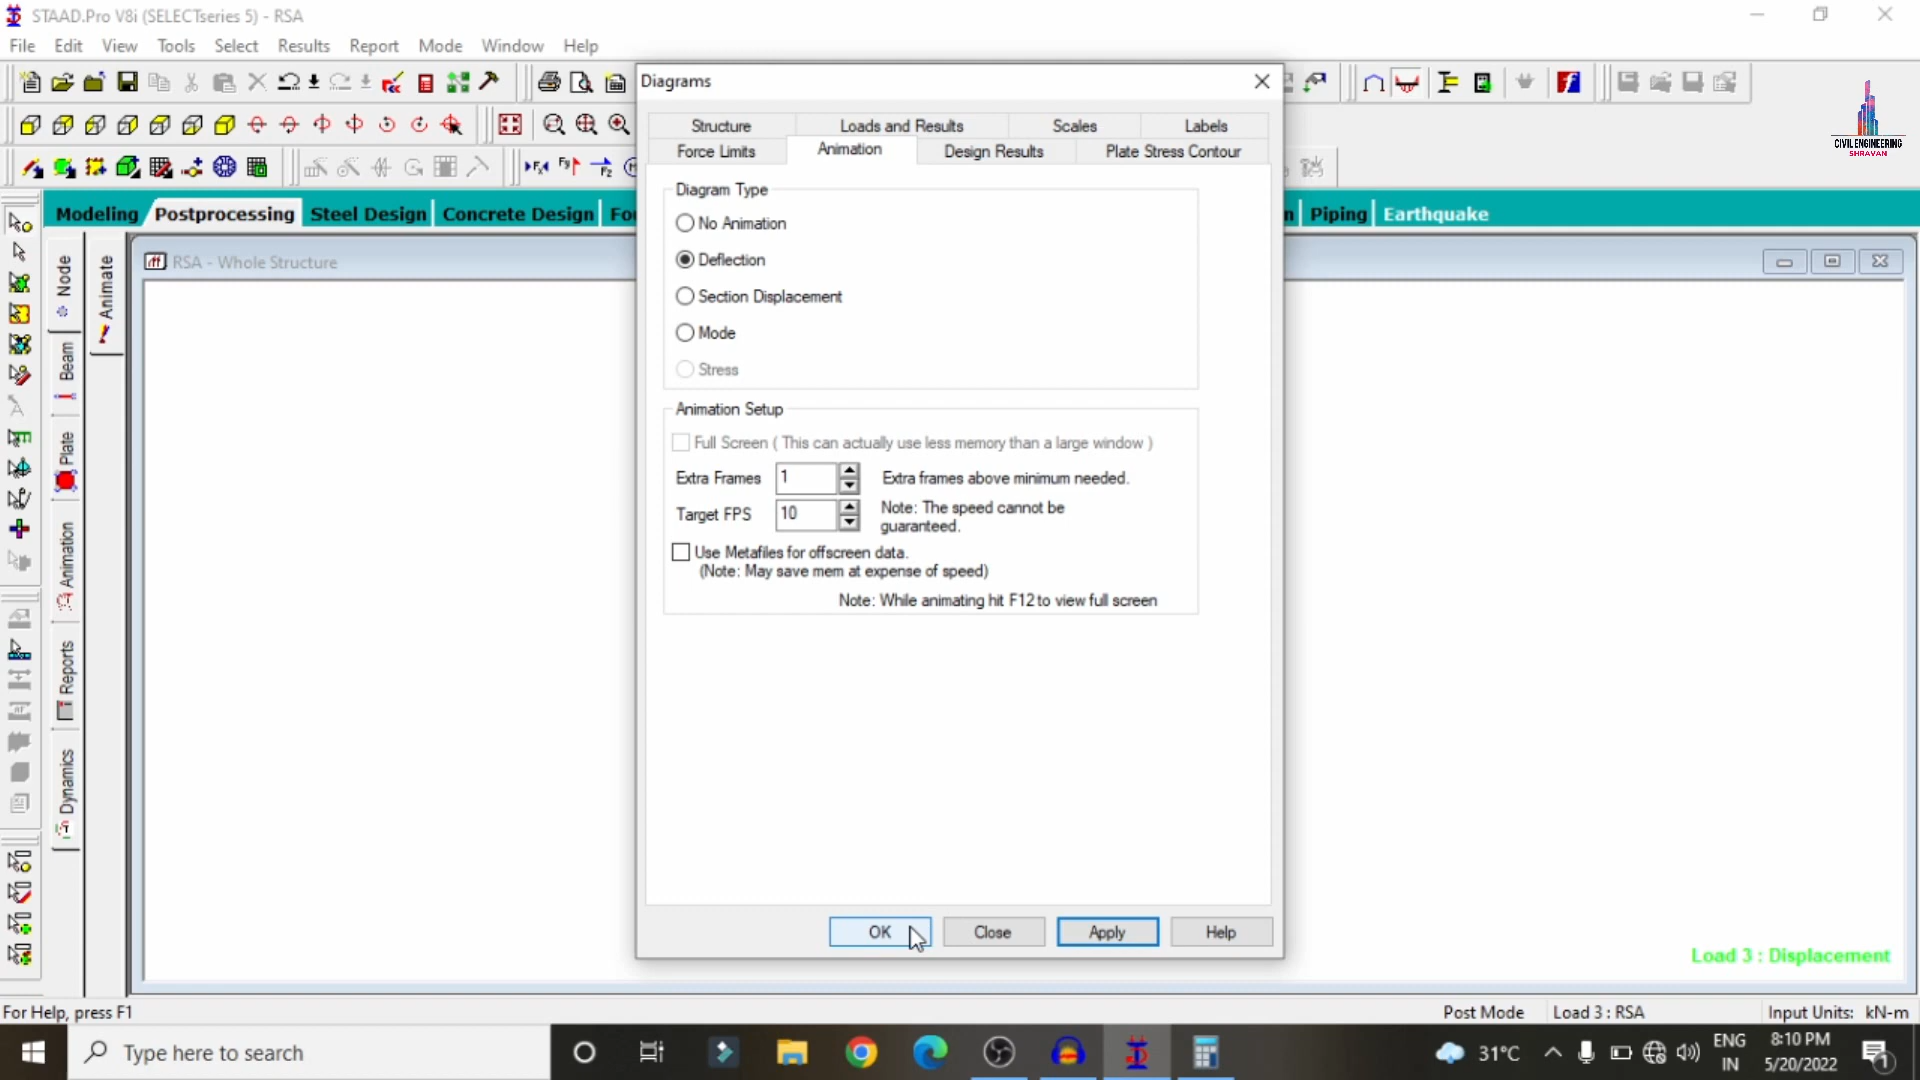 STAAD.Pro V8i (SELECTseries 5) - RSA
File Edit View Tools Select Results Report Mode Window Help
Diagrams
Structure Loads and Results Scales Labels
Force Limits Animation Design Results Plate Stress Contour
CIVIL ENGINEERING
SHRAVAN
Modeling Postprocessing Steel Design Concrete Design Fou n Piping Earthquake
RSA - Whole Structure
Node
Beam
Plate
Animation
Reports
Dynamics
Animate
Diagram Type
No Animation
Deflection
Section Displacement
Mode
Stress
Animation Setup
Full Screen ( This can actually use less memory than a large window )
Extra Frames 1 Extra frames above minimum needed.
Target FPS 10 Note: The speed cannot be
guaranteed.
Use Metafiles for offscreen data.
(Note: May save mem at expense of speed)
Note: While animating hit F12 to view full screen
OK Close Apply Help
Load 3 : Displacement
For Help, press F1 Post Mode Load 3 : RSA Input Units: kN-m
Type here to search
31°C
ENG
IN
8:10 PM
5/20/2022
1